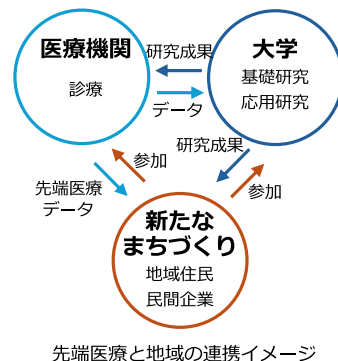 医療機関
診療
研究成果
データ
大学
基礎研究
応用研究
研究成果
参加
参加
先端医療
データ
新たな
まちづくり
地域住民
民間企業
先端医療と地域の連携イメージ